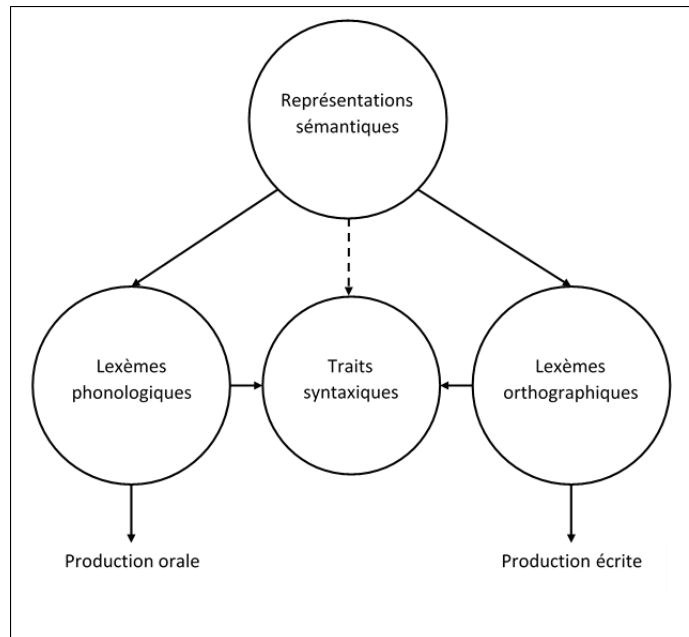 Représentations
sémantiques
Lexèmes
phonologiques
Traits
syntaxiques
Lexèmes
orthographiques
Production orale
Production écrite